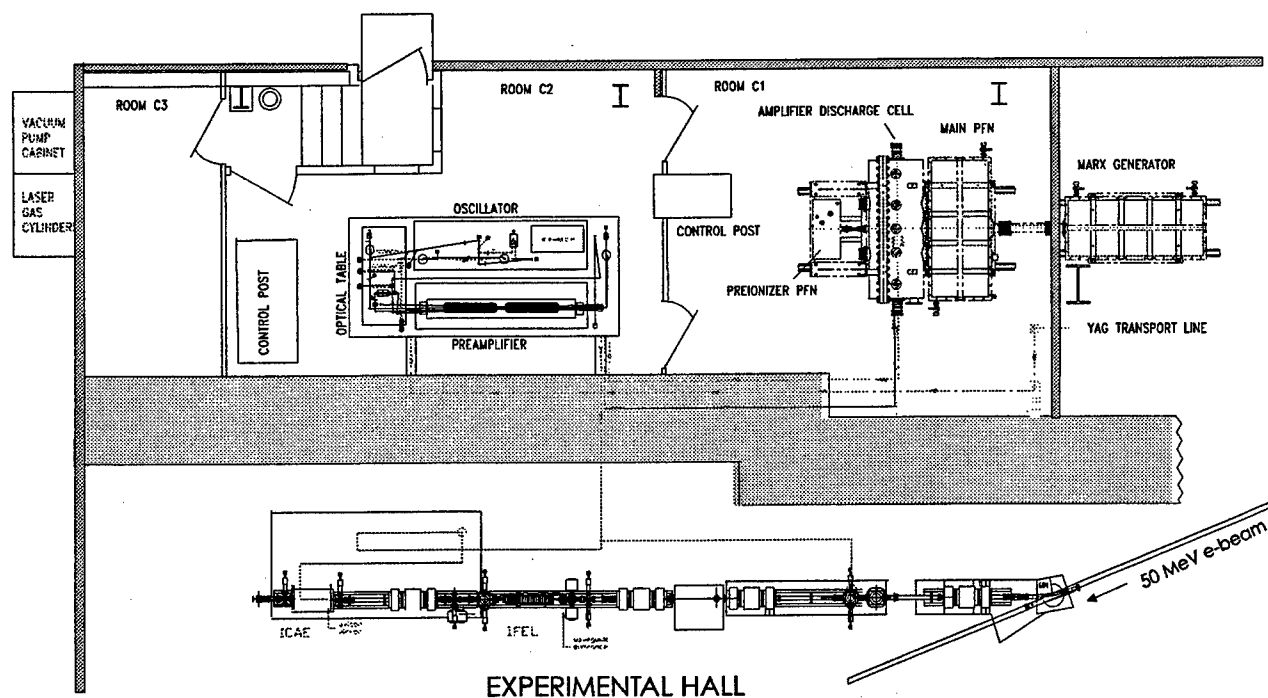 ROOM C3
ROOM C2
ROOM C1
VACUUM
PUMP
CABINET
LASER
GAS
CYLINDER
AMPLIFIER DISCHARGE CELL
MAIN PFN
MARX GENERATOR
OSCILLATOR
CONTROL POST
PREIONIZER PFN
OPTICAL TABLE
CONTROL POST
PREAMPLIFIER
YAG TRANSPORT LINE
50 MeV e-beam
ICAE
IFEL
EXPERIMENTAL HALL